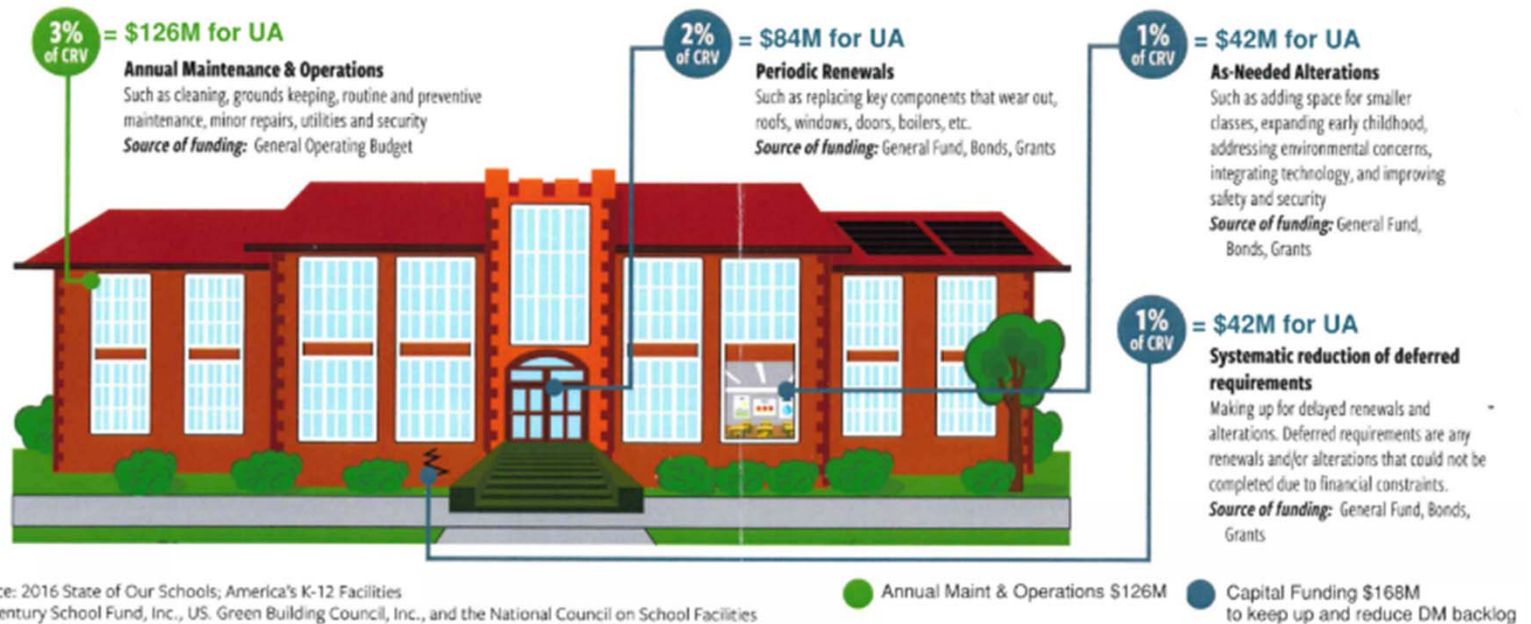 3%
of CRV
= $126M for UA
Annual Maintenance & Operations
Such as cleaning, grounds keeping, routine and preventive
maintenance, minor repairs, utilities and security
Source of funding: General Operating Budget
2%
of CRV
= $84M for UA
Periodic Renewals
Such as replacing key components that wear out,
roofs, windows, doors, boilers, etc.
Source of funding: General Fund, Bonds, Grants
1%
of CRV
= $42M for UA
As-Needed Alterations
Such as adding space for smaller
classes, expanding early childhood,
addressing environmental concerns,
integrating technology, and improving
safety and security
Source of funding: General Fund,
Bonds, Grants
1%
of CRV
= $42M for UA
Systematic reduction of deferred
requirements
Making up for delayed renewals and
alterations. Deferred requirements are any
renewals and/or alterations that could not be
completed due to financial constraints.
Source of funding: General Fund, Bonds,
Grants
ce: 2016 State of Our Schools; America's K-12 Facilities
entury School Fund, Inc., US. Green Building Council, Inc., and the National Council on School Facilities
Annual Maint & Operations $126M
Capital Funding $168M
to keep up and reduce DM backlog